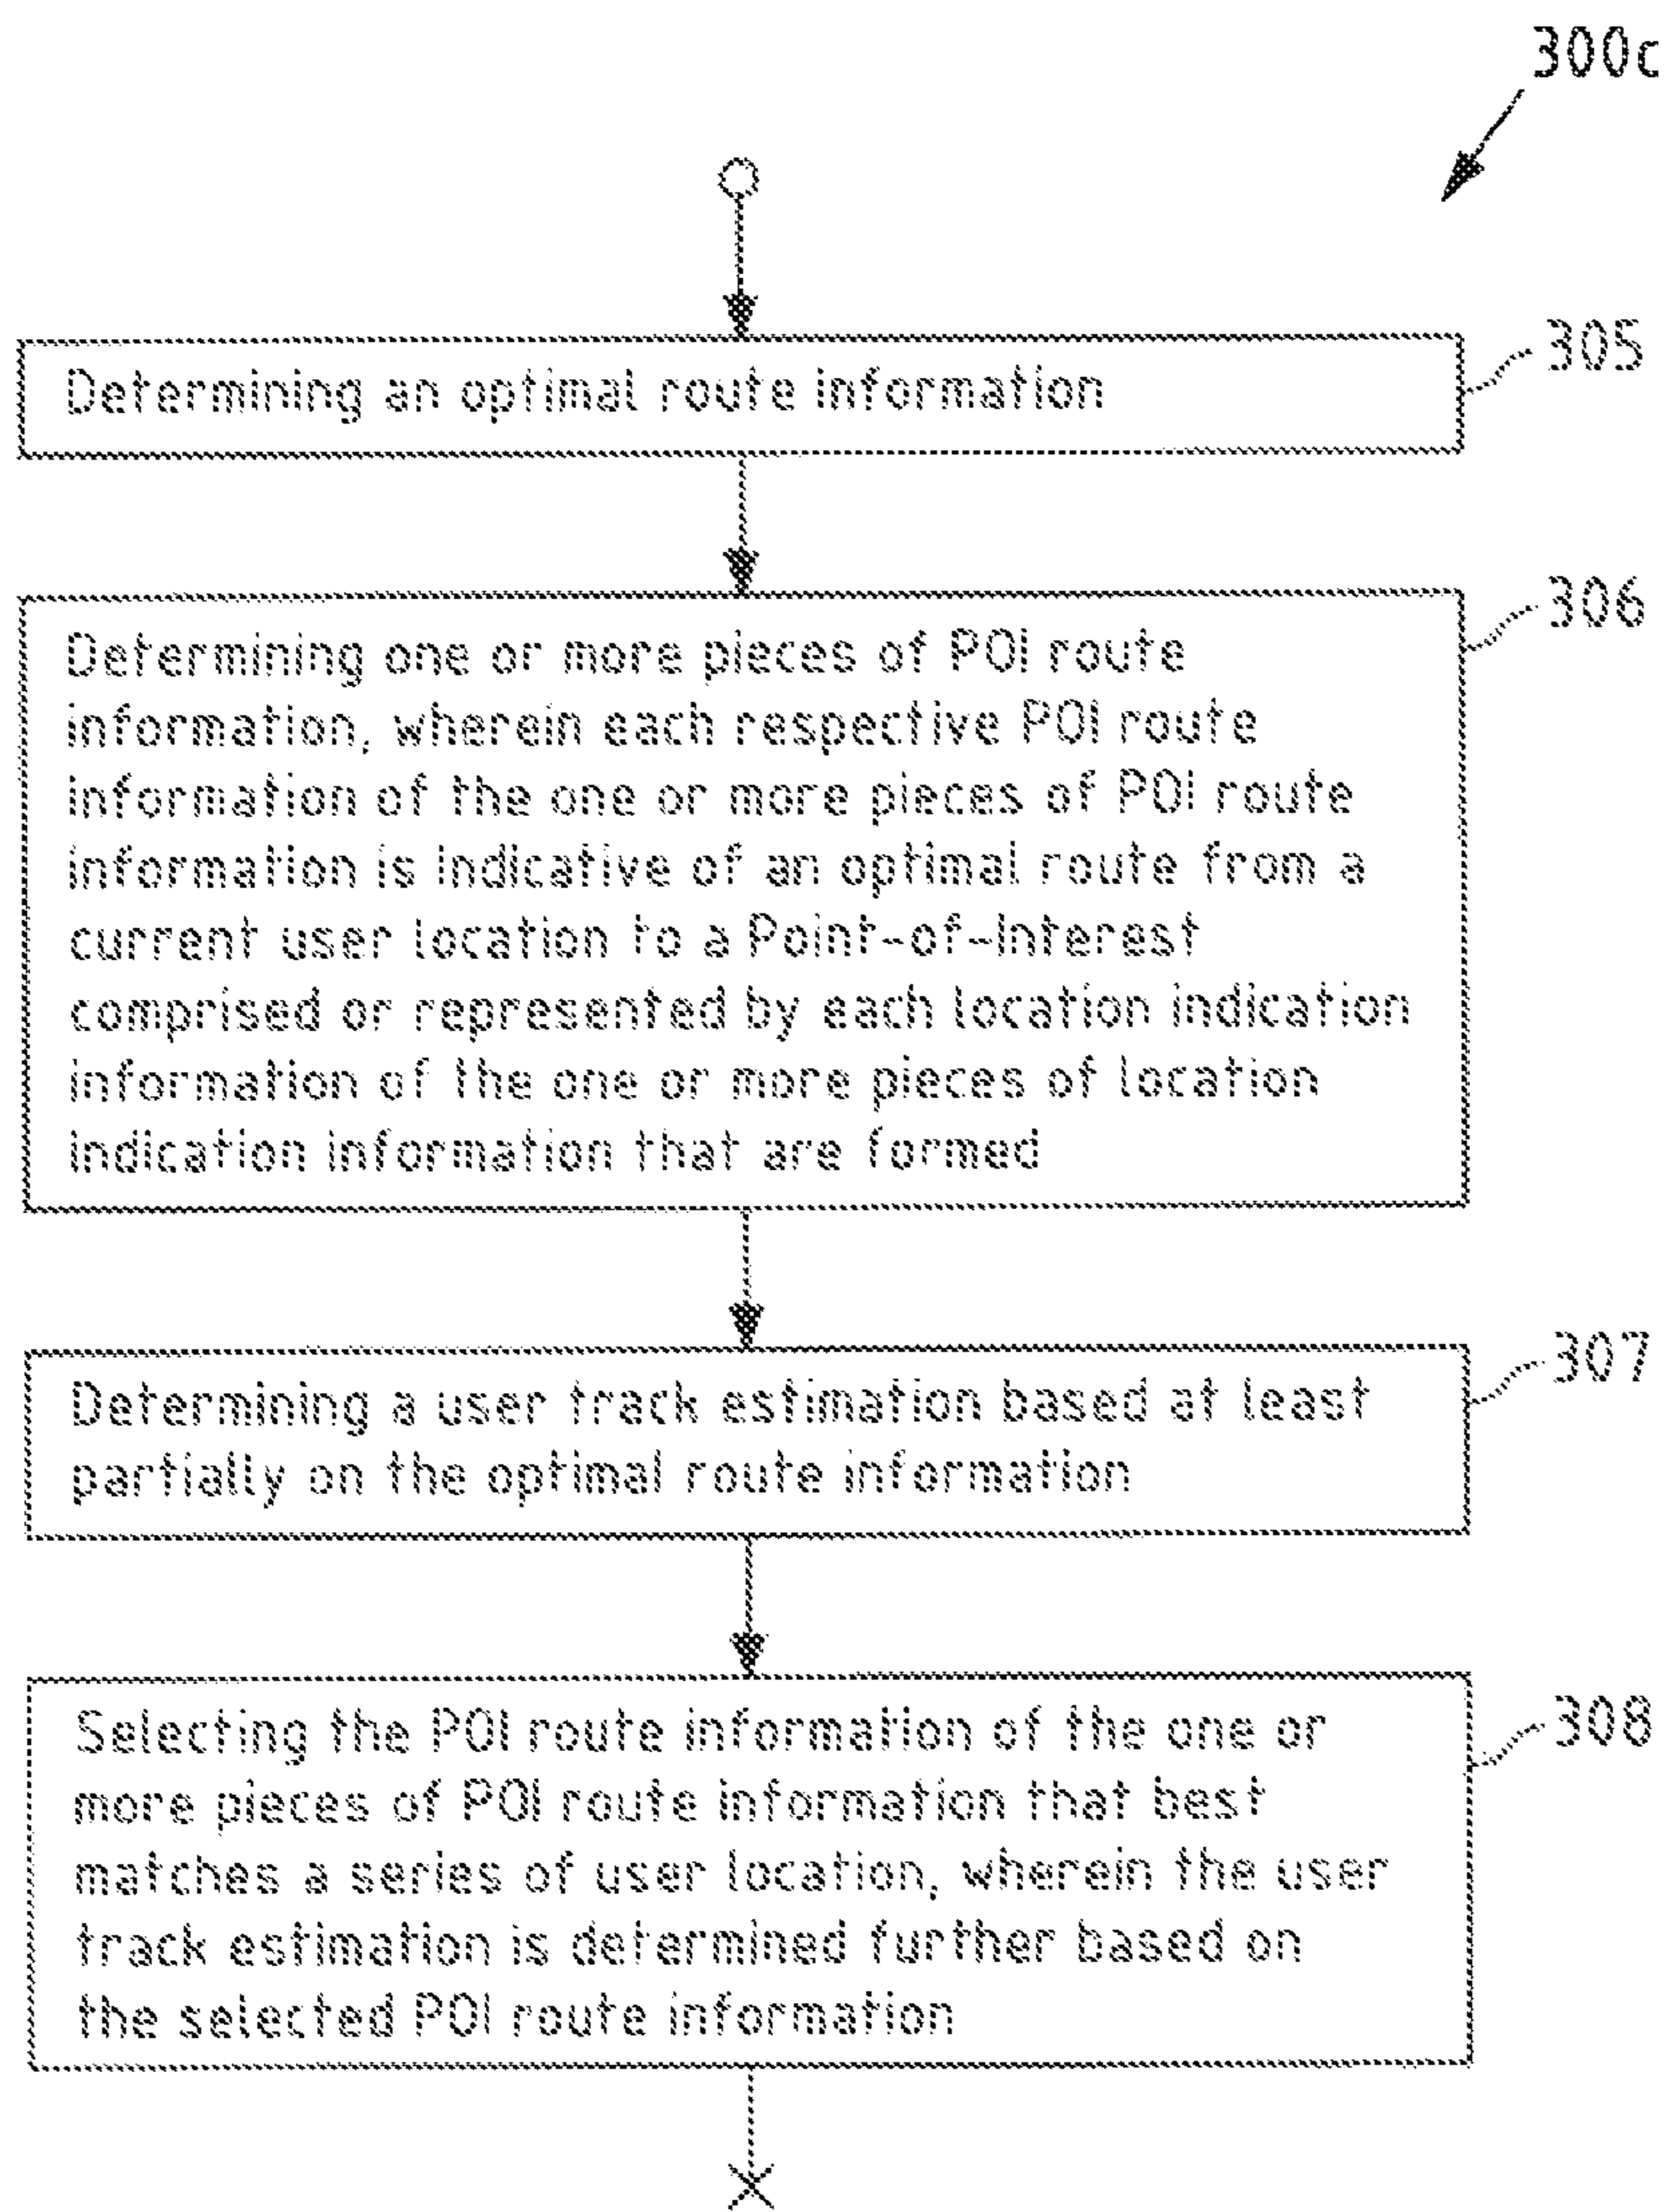 300c
305
Determining an optimal route information
306
Determining one or more pieces of POI route
information, wherein each respective POI route
information of the one or more pieces of POI route
information is indicative of an optimal route from a
current user location to a Point-of-Interest
comprised or represented by each location indication
information of the one or more pieces of location
indication information that are formed
307
Determining a user track estimation based at least
partially on the optimal route information
308
Selecting the POI route information of the one or
more pieces of POI route information that best
matches a series of user location, wherein the user
track estimation is determined further based on
the selected POI route information